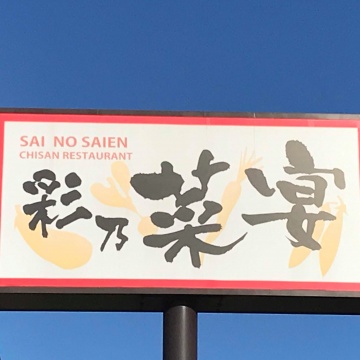 SAI NO SAIEN
CHISAN RESTAURANT
彩乃菜宴